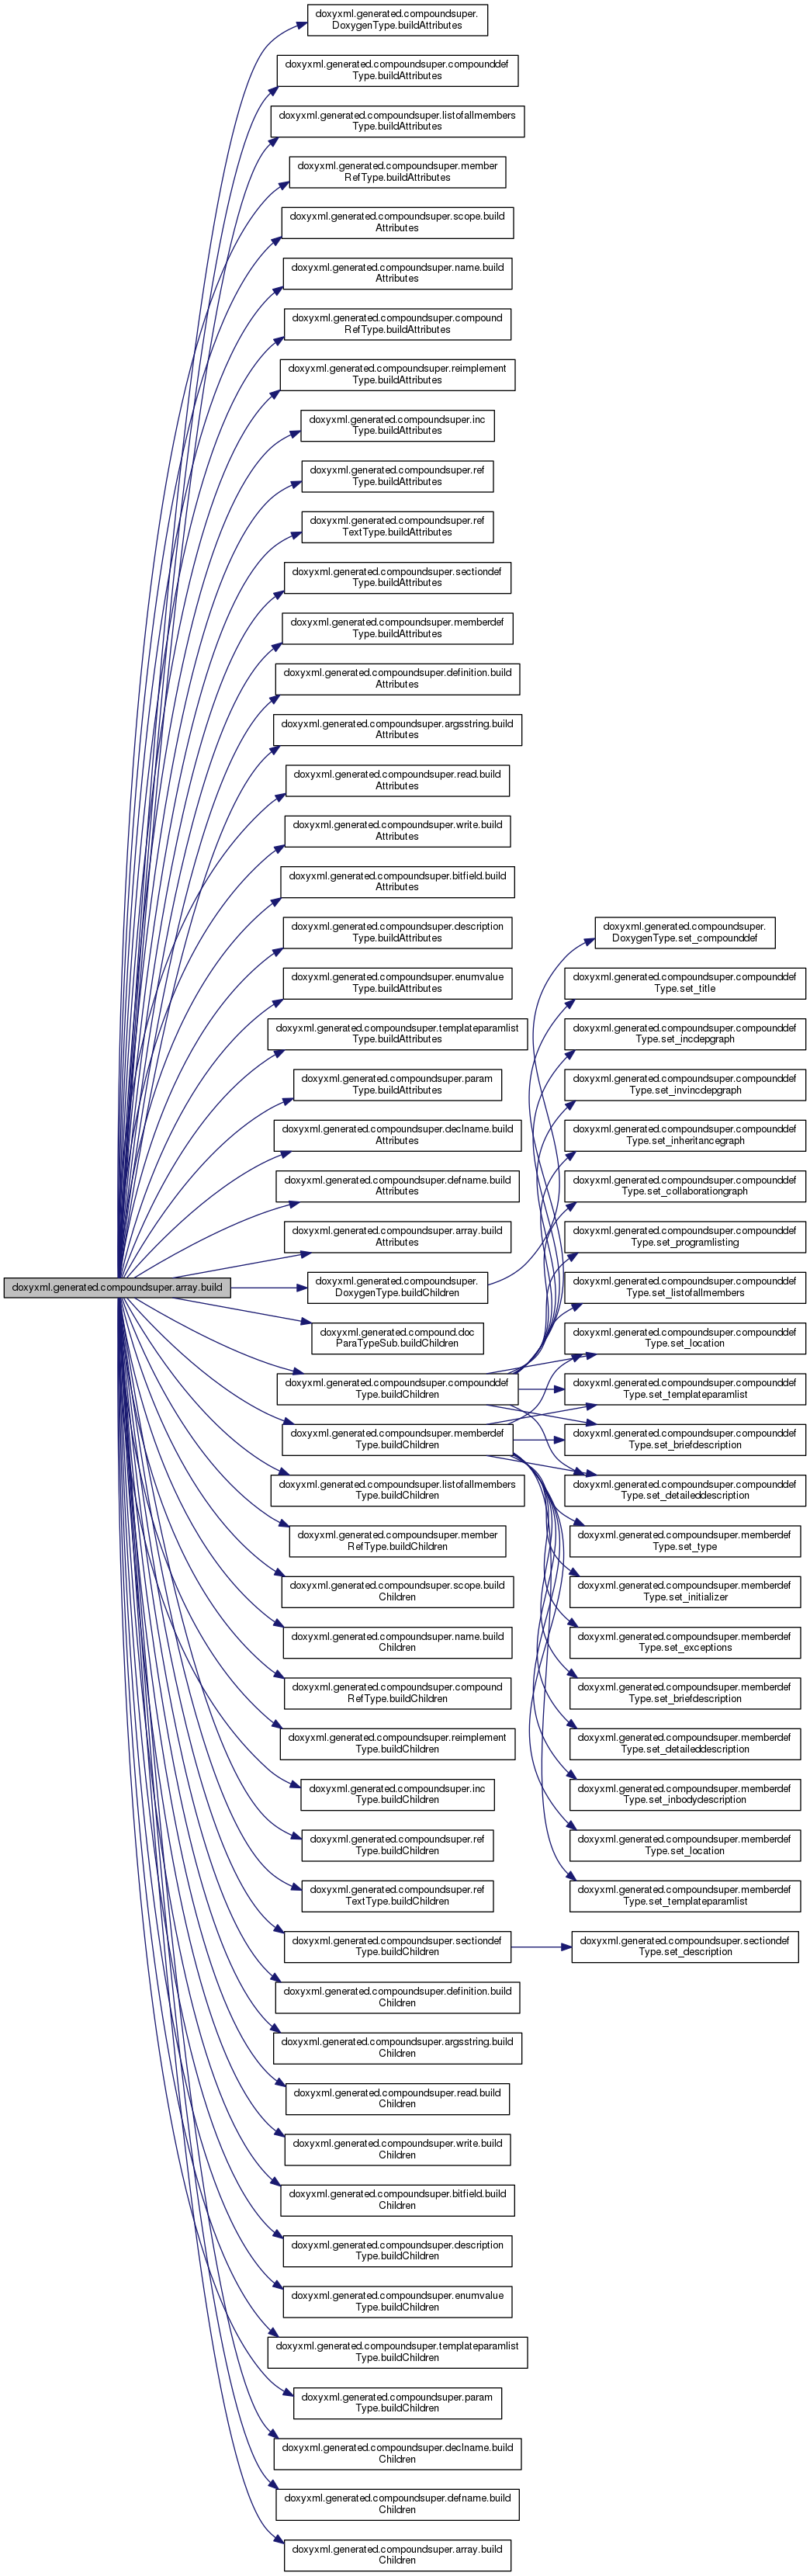 doxyxml.generated.compoundsuper.array.build
doxyxml.generated.compoundsuper.
DoxygenType.buildAttributes
doxyxml.generated.compoundsuper.compounddef
Type.buildAttributes
doxyxml.generated.compoundsuper.listofallmembers
Type.buildAttributes
doxyxml.generated.compoundsuper.member
RefType.buildAttributes
doxyxml.generated.compoundsuper.scope.build
Attributes
doxyxml.generated.compoundsuper.name.build
Attributes
doxyxml.generated.compoundsuper.compound
RefType.buildAttributes
doxyxml.generated.compoundsuper.reimplement
Type.buildAttributes
doxyxml.generated.compoundsuper.inc
Type.buildAttributes
doxyxml.generated.compoundsuper.ref
Type.buildAttributes
doxyxml.generated.compoundsuper.ref
TextType.buildAttributes
doxyxml.generated.compoundsuper.sectiondef
Type.buildAttributes
doxyxml.generated.compoundsuper.memberdef
Type.buildAttributes
doxyxml.generated.compoundsuper.definition.build
Attributes
doxyxml.generated.compoundsuper.argsstring.build
Attributes
doxyxml.generated.compoundsuper.read.build
Attributes
doxyxml.generated.compoundsuper.write.build
Attributes
doxyxml.generated.compoundsuper.bitfield.build
Attributes
doxyxml.generated.compoundsuper.description
Type.buildAttributes
doxyxml.generated.compoundsuper.enumvalue
Type.buildAttributes
doxyxml.generated.compoundsuper.templateparamlist
Type.buildAttributes
doxyxml.generated.compoundsuper.param
Type.buildAttributes
doxyxml.generated.compoundsuper.declname.build
Attributes
doxyxml.generated.compoundsuper.defname.build
Attributes
doxyxml.generated.compoundsuper.array.build
Attributes
doxyxml.generated.compoundsuper.
DoxygenType.buildChildren
doxyxml.generated.compound.doc
ParaTypeSub.buildChildren
doxyxml.generated.compoundsuper.compounddef
Type.buildChildren
doxyxml.generated.compoundsuper.memberdef
Type.buildChildren
doxyxml.generated.compoundsuper.listofallmembers
Type.buildChildren
doxyxml.generated.compoundsuper.member
RefType.buildChildren
doxyxml.generated.compoundsuper.scope.build
Children
doxyxml.generated.compoundsuper.name.build
Children
doxyxml.generated.compoundsuper.compound
RefType.buildChildren
doxyxml.generated.compoundsuper.reimplement
Type.buildChildren
doxyxml.generated.compoundsuper.inc
Type.buildChildren
doxyxml.generated.compoundsuper.ref
Type.buildChildren
doxyxml.generated.compoundsuper.ref
TextType.buildChildren
doxyxml.generated.compoundsuper.sectiondef
Type.buildChildren
doxyxml.generated.compoundsuper.definition.build
Children
doxyxml.generated.compoundsuper.argsstring.build
Children
doxyxml.generated.compoundsuper.read.build
Children
doxyxml.generated.compoundsuper.write.build
Children
doxyxml.generated.compoundsuper.bitfield.build
Children
doxyxml.generated.compoundsuper.description
Type.buildChildren
doxyxml.generated.compoundsuper.enumvalue
Type.buildChildren
doxyxml.generated.compoundsuper.templateparamlist
Type.buildChildren
doxyxml.generated.compoundsuper.param
Type.buildChildren
doxyxml.generated.compoundsuper.declname.build
Children
doxyxml.generated.compoundsuper.defname.build
Children
doxyxml.generated.compoundsuper.array.build
Children
doxyxml.generated.compoundsuper.
DoxygenType.set_compounddef
doxyxml.generated.compoundsuper.compounddef
Type.set_title
doxyxml.generated.compoundsuper.compounddef
Type.set_incdepgraph
doxyxml.generated.compoundsuper.compounddef
Type.set_invincdepgraph
doxyxml.generated.compoundsuper.compounddef
Type.set_inheritancegraph
doxyxml.generated.compoundsuper.compounddef
Type.set_collaborationgraph
doxyxml.generated.compoundsuper.compounddef
Type.set_programlisting
doxyxml.generated.compoundsuper.compounddef
Type.set_listofallmembers
doxyxml.generated.compoundsuper.compounddef
Type.set_location
doxyxml.generated.compoundsuper.compounddef
Type.set_templateparamlist
doxyxml.generated.compoundsuper.compounddef
Type.set_briefdescription
doxyxml.generated.compoundsuper.compounddef
Type.set_detaileddescription
doxyxml.generated.compoundsuper.memberdef
Type.set_type
doxyxml.generated.compoundsuper.memberdef
Type.set_initializer
doxyxml.generated.compoundsuper.memberdef
Type.set_exceptions
doxyxml.generated.compoundsuper.memberdef
Type.set_briefdescription
doxyxml.generated.compoundsuper.memberdef
Type.set_detaileddescription
doxyxml.generated.compoundsuper.memberdef
Type.set_inbodydescription
doxyxml.generated.compoundsuper.memberdef
Type.set_location
doxyxml.generated.compoundsuper.memberdef
Type.set_templateparamlist
doxyxml.generated.compoundsuper.sectiondef
Type.set_description